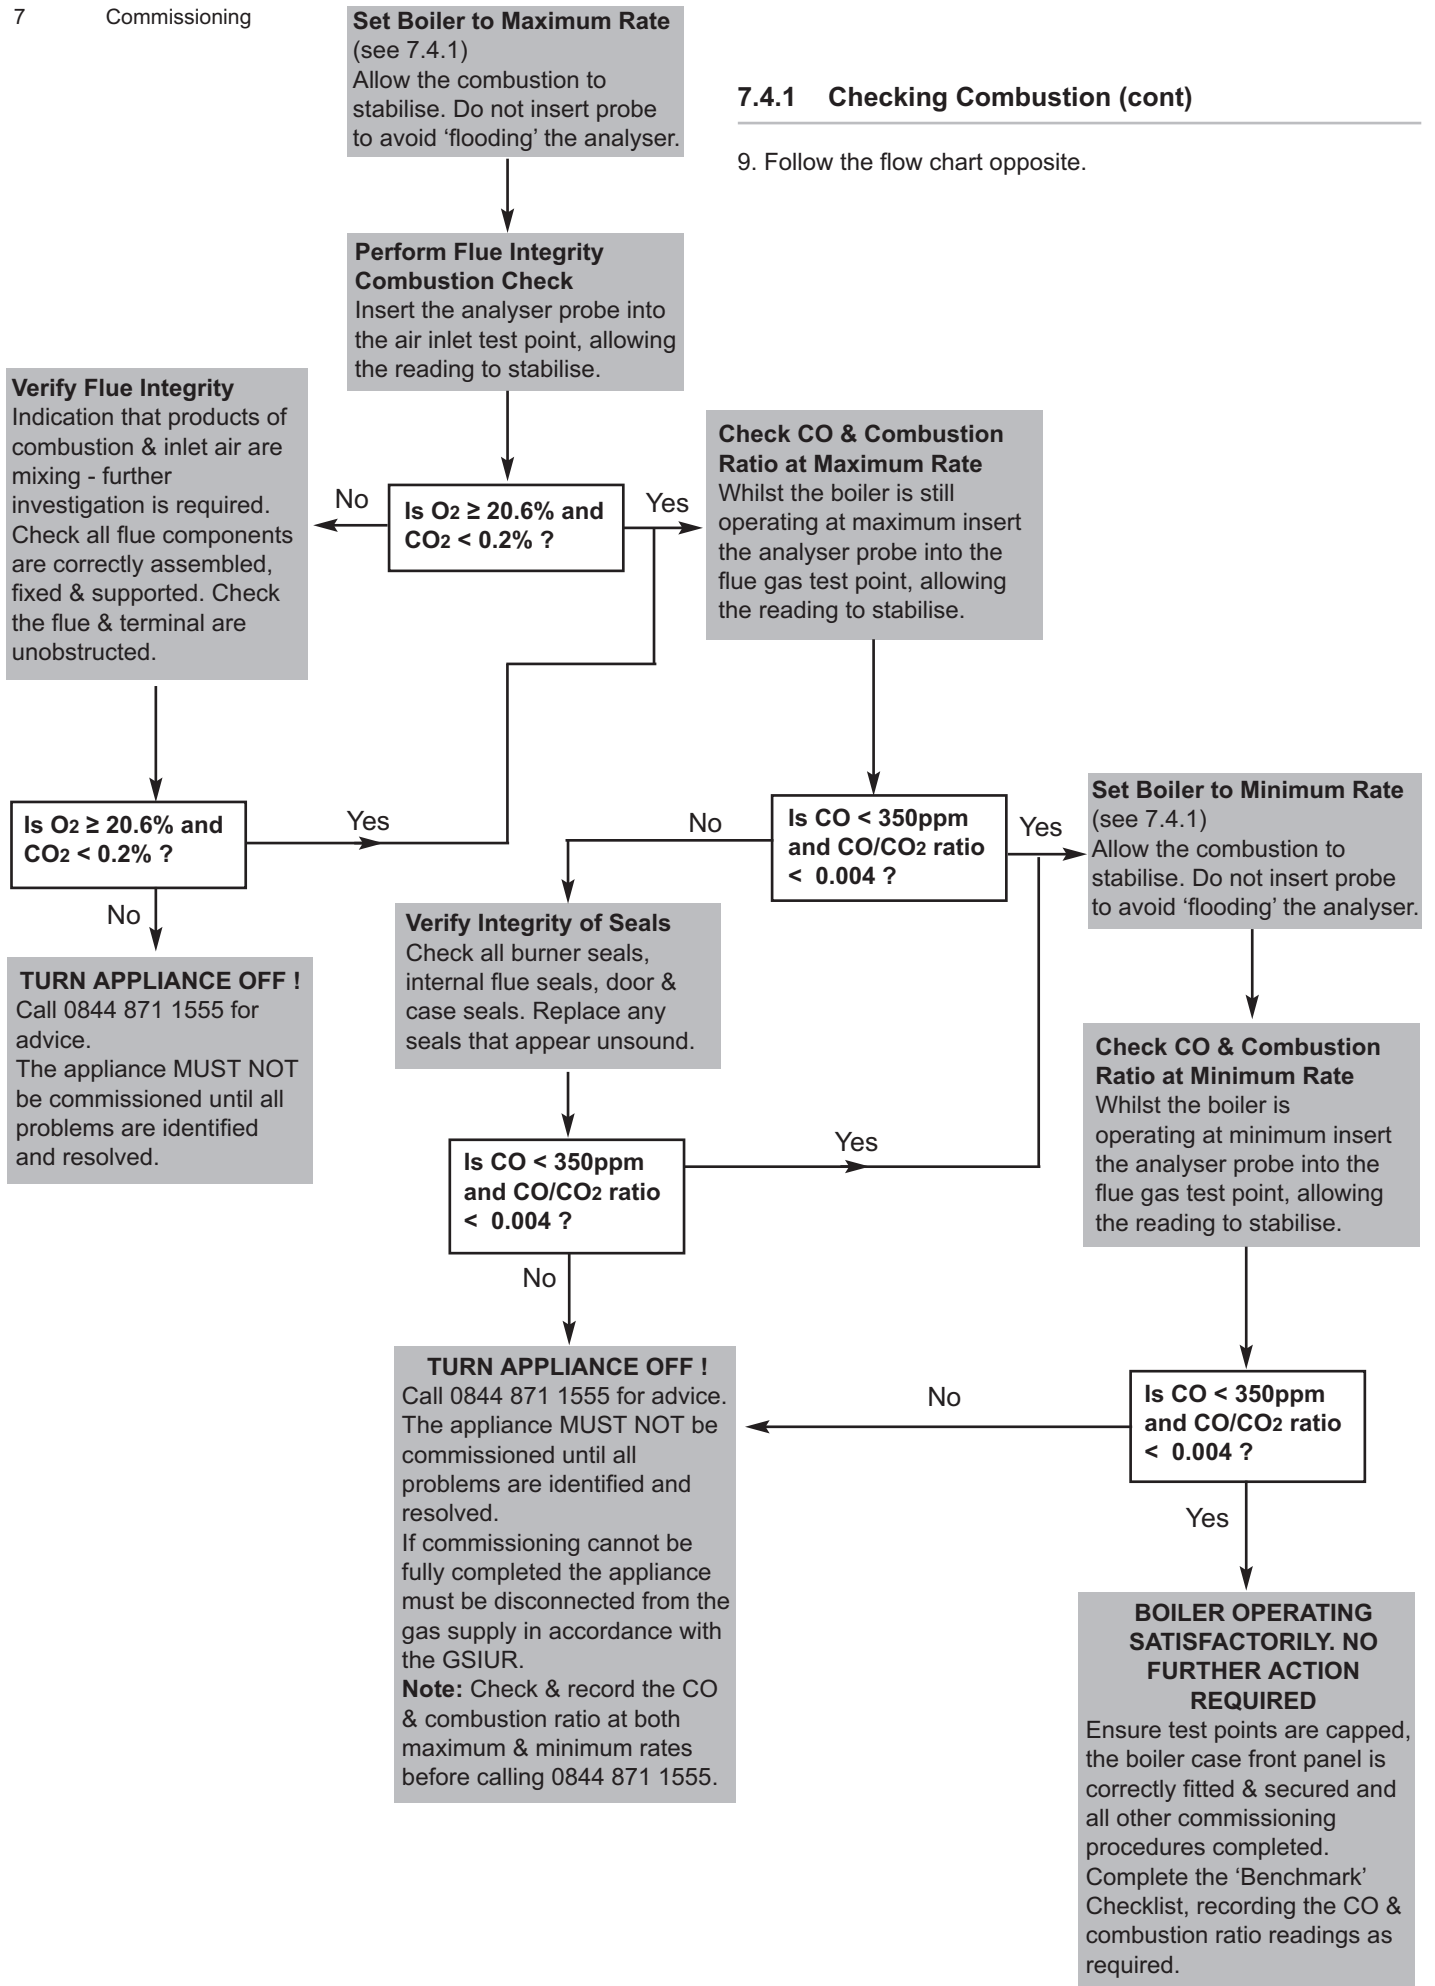 7 Commissioning
Set Boiler to Maximum Rate
(see 7.4.1)
Allow the combustion to
stabilise. Do not insert probe
to avoid ‘flooding’ the analyser.
7.4.1 Checking Combustion (cont)
9. Follow the flow chart opposite.
Perform Flue Integrity
Combustion Check
Insert the analyser probe into
the air inlet test point, allowing
the reading to stabilise.
Verify Flue Integrity
Indication that products of
combustion & inlet air are
mixing - further
investigation is required.
Check all flue components
are correctly assembled,
fixed & supported. Check
the flue & terminal are
unobstructed.
No
Is O2 ≥ 20.6% and
CO2 < 0.2% ?
Yes
Check CO & Combustion
Ratio at Maximum Rate
Whilst the boiler is still
operating at maximum insert
the analyser probe into the
flue gas test point, allowing
the reading to stabilise.
Is O2 ≥ 20.6% and
CO2 < 0.2% ?
Yes
No
TURN APPLIANCE OFF !
Call 0844 871 1555 for
advice.
The appliance MUST NOT
be commissioned until all
problems are identified
and resolved.
No
Is CO < 350ppm
and CO/CO2 ratio
< 0.004 ?
Yes
Set Boiler to Minimum Rate
(see 7.4.1)
Allow the combustion to
stabilise. Do not insert probe
to avoid ‘flooding’ the analyser.
Verify Integrity of Seals
Check all burner seals,
internal flue seals, door &
case seals. Replace any
seals that appear unsound.
Check CO & Combustion
Ratio at Minimum Rate
Whilst the boiler is
operating at minimum insert
the analyser probe into the
flue gas test point, allowing
the reading to stabilise.
Is CO < 350ppm
and CO/CO2 ratio
< 0.004 ?
Yes
No
TURN APPLIANCE OFF !
Call 0844 871 1555 for advice.
The appliance MUST NOT be
commissioned until all
problems are identified and
resolved.
If commissioning cannot be
fully completed the appliance
must be disconnected from the
gas supply in accordance with
the GSIUR.
Note: Check & record the CO
& combustion ratio at both
maximum & minimum rates
before calling 0844 871 1555.
No
Is CO < 350ppm
and CO/CO2 ratio
< 0.004 ?
Yes
BOILER OPERATING
SATISFACTORILY. NO
FURTHER ACTION
REQUIRED
Ensure test points are capped,
the boiler case front panel is
correctly fitted & secured and
all other commissioning
procedures completed.
Complete the ‘Benchmark’
Checklist, recording the CO &
combustion ratio readings as
required.